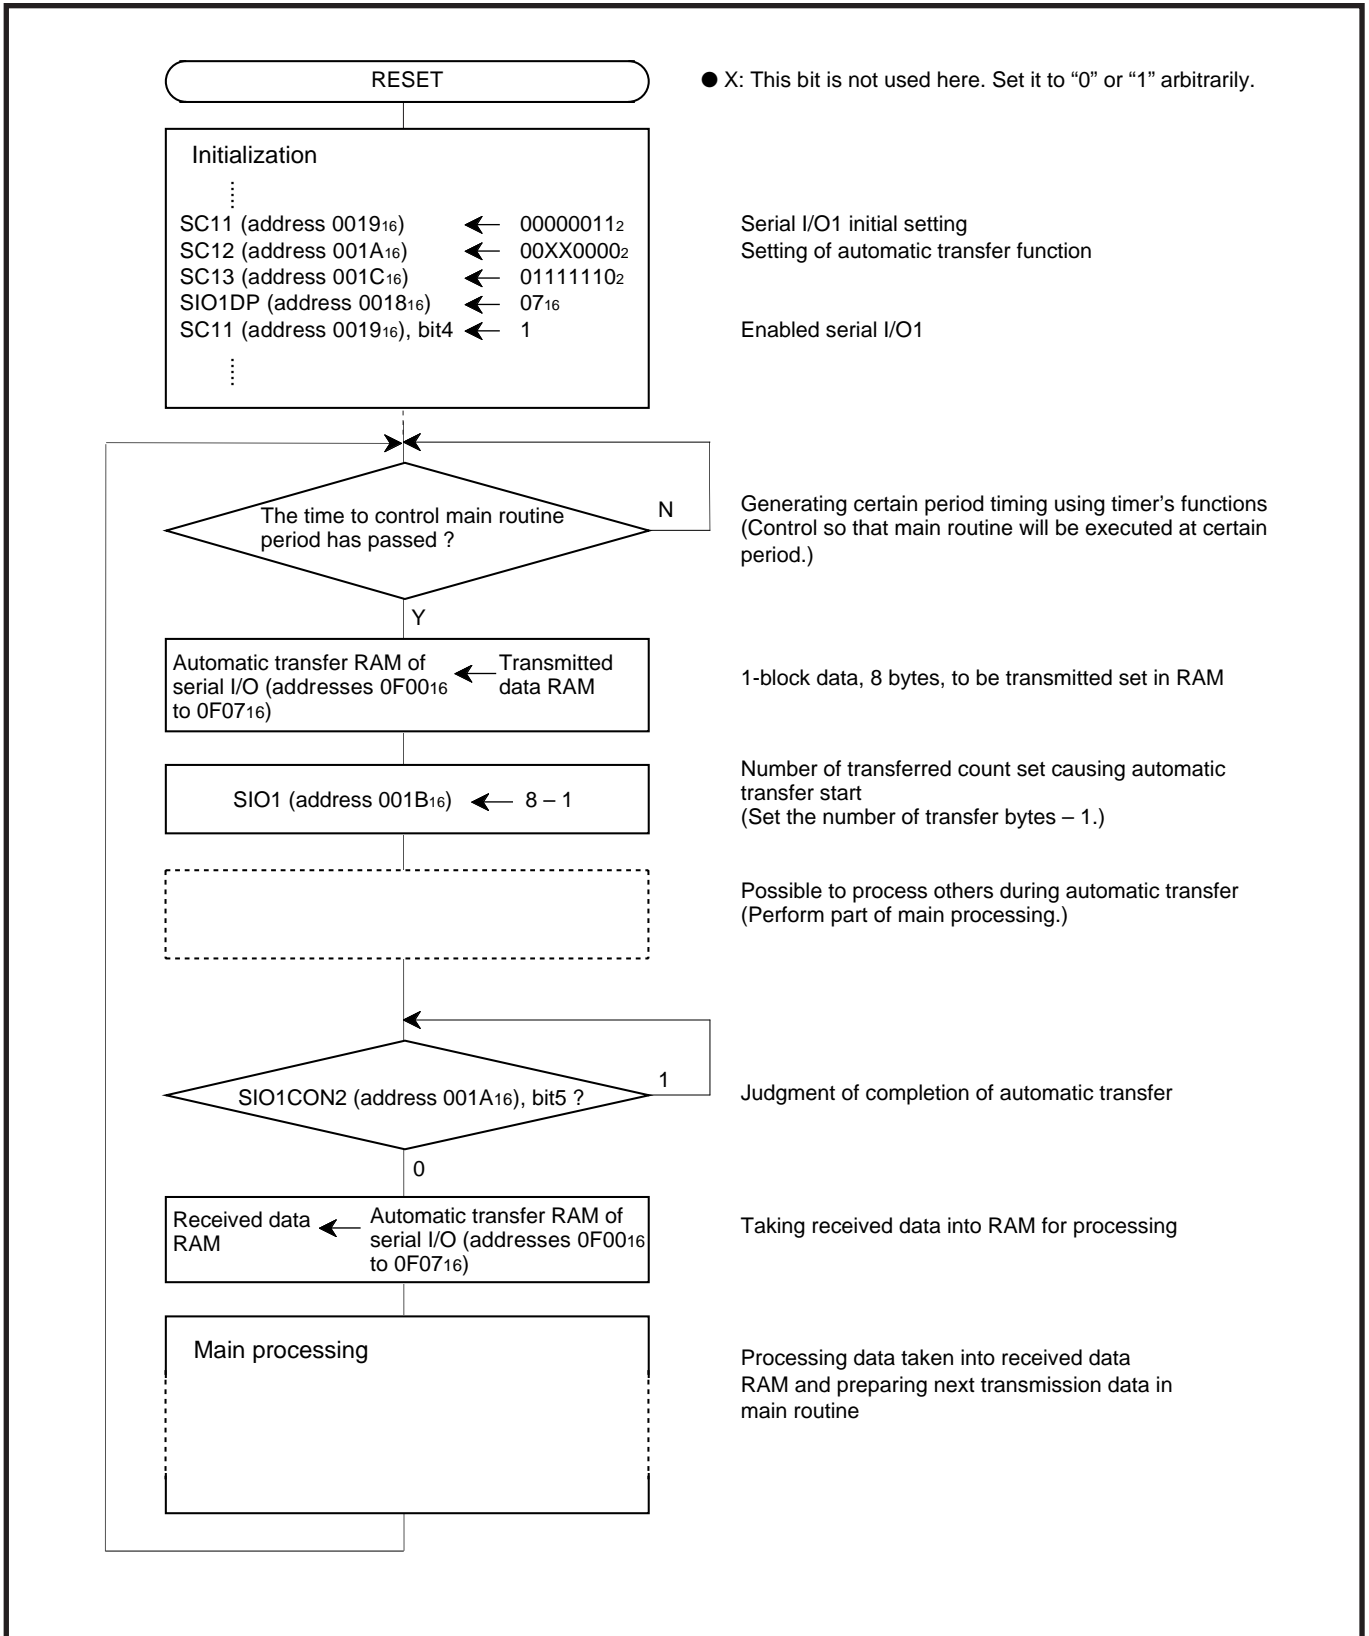 RESET
● X: This bit is not used here. Set it to “0” or “1” arbitrarily.
Initialization
SC11 (address 0019₁₆) ← 00000011₂ Serial I/O1 initial setting
SC12 (address 001A₁₆) ← 00XX0000₂ Setting of automatic transfer function
SC13 (address 001C₁₆) ← 01111110₂
SIO1DP (address 0018₁₆) ← 07₁₆
SC11 (address 0019₁₆), bit4 ← 1 Enabled serial I/O1
The time to control main routine
period has passed ?
N
Y
Generating certain period timing using timer’s functions
(Control so that main routine will be executed at certain
period.)
Automatic transfer RAM of
serial I/O (addresses 0F00₁₆
to 0F07₁₆)
← Transmitted
data RAM
1-block data, 8 bytes, to be transmitted set in RAM
SIO1 (address 001B₁₆) ← 8 – 1
Number of transferred count set causing automatic
transfer start
(Set the number of transfer bytes – 1.)
Possible to process others during automatic transfer
(Perform part of main processing.)
SIO1CON2 (address 001A₁₆), bit5 ?
1
0
Judgment of completion of automatic transfer
Received data
RAM
← Automatic transfer RAM of
serial I/O (addresses 0F00₁₆
to 0F07₁₆)
Taking received data into RAM for processing
Main processing
Processing data taken into received data
RAM and preparing next transmission data in
main routine